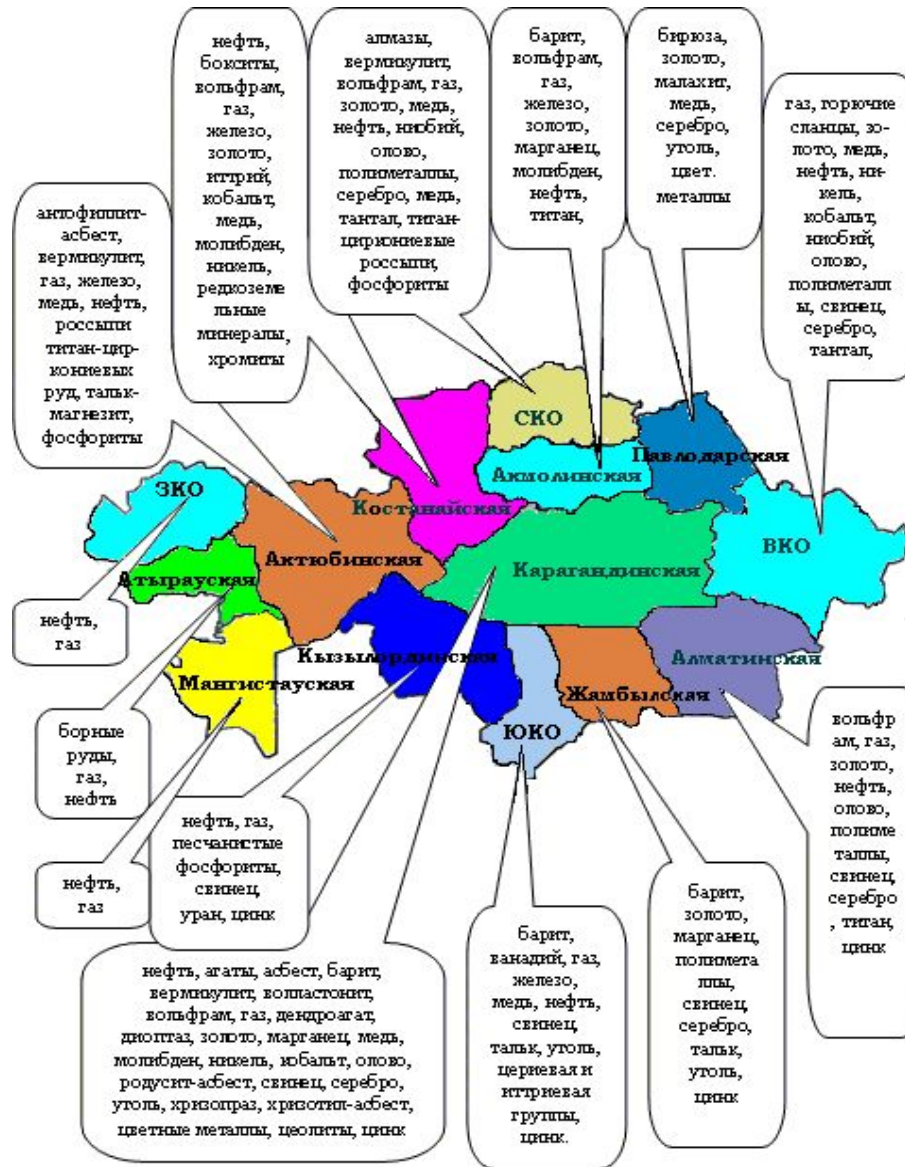 нефть,
бокситы,
вольфрам,
газ,
железо,
золото,
иттрий,
кобальт,
медь,
молибден,
никель,
редкоземе
льные
минералы,
хромиты
алмазы,
вермикулит,
вольфрам, газ,
золото, медь,
нефть, ниобий,
олово,
полиметаллы,
серебро, медь,
тантал, титан-
циркониевые
россыпи,
фосфориты
барит,
вольфрам,
газ,
железо,
золото,
марганец,
молибден,
нефть,
титан,
бирюза,
золото,
малахит,
медь,
серебро,
утоль,
цвет.
металлы
газ, горючие
сланцы, зо-
лото, медь,
нефть, ни-
кель,
кобальт,
ниобий,
олово,
полиметалл
ы, свинец,
серебро,
тантал,
антофиллит-
асбест,
вермикулит,
газ, железо,
медь, нефть,
россыпи
титан-цир-
кониевых
руд, тальк-
магнезит,
фосфориты
СКО
Павлодарская
Акмолинская
ЗКО
Костанайская
ВКО
Актюбинская
Карагандинская
Атырауская
Кызылординская
Алматинская
Мангистауская
Жамбылская
ЮКО
нефть,
газ
борные
руды,
газ,
нефть
нефть,
газ
нефть, газ,
песчанистые
фосфориты,
свинец,
уран, цинк
вольфр
ам, газ,
золото,
нефть,
олово,
полиме
таллы,
свинец,
серебро
, титан,
цинк
нефть, агаты, асбест, барит,
вермикулит, волластонит,
вольфрам, газ, дендроагат,
диоптаз, золото, марганец, медь,
молибден, никель, кобальт, олово,
родусит-асбест, свинец, серебро,
утоль, хризопраз, хризотил-асбест,
цветные металлы, цеолиты, цинк
барит,
ванадий, газ,
железо,
медь, нефть,
свинец,
тальк, утоль,
цериевая и
иттриевая
группы,
цинк.
барит,
золото,
марганец,
полимета
ллы,
свинец,
серебро,
тальк,
утоль,
цинк